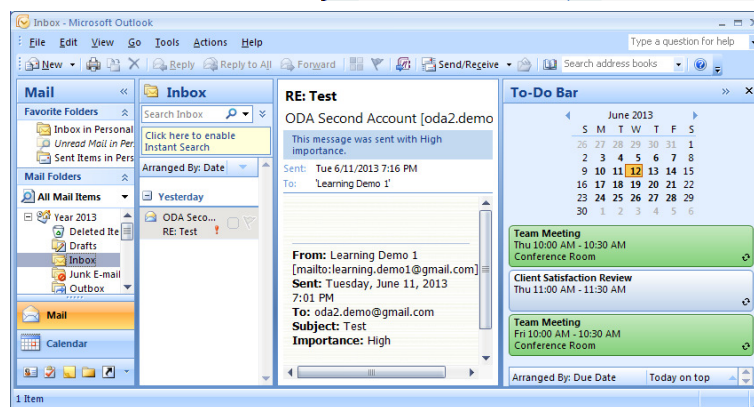 Inbox - Microsoft Outlook
File Edit View Go Tools Actions Help
Type a question for help
New Reply Reply to All Forward Send/Receive Search address books
Mail
Favorite Folders
Inbox in Personal
Unread Mail in Per
Sent Items in Pers
Mail Folders
All Mail Items
Year 2013
Deleted Ite
Drafts
Inbox
Junk E-mail
Outbox
Mail
Calendar
Inbox
Search Inbox
Click here to enable
Instant Search
Arranged By: Date
Yesterday
ODA Seco...
RE: Test
RE: Test
ODA Second Account [oda2.demo
This message was sent with High
importance.
Sent: Tue 6/11/2013 7:16 PM
To: 'Learning Demo 1'
From: Learning Demo 1
[mailto:learning.demo1@gmail.com]
Sent: Tuesday, June 11, 2013
7:01 PM
To: oda2.demo@gmail.com
Subject: Test
Importance: High
To-Do Bar
June 2013
S M T W T F S
26 27 28 29 30 31 1
2 3 4 5 6 7 8
9 10 11 12 13 14 15
16 17 18 19 20 21 22
23 24 25 26 27 28 29
30 1 2 3 4 5 6
Team Meeting
Thu 10:00 AM - 10:30 AM
Conference Room
Client Satisfaction Review
Thu 11:00 AM - 11:30 AM
Team Meeting
Fri 10:00 AM - 10:30 AM
Conference Room
Arranged By: Due Date Today on top
1 Item